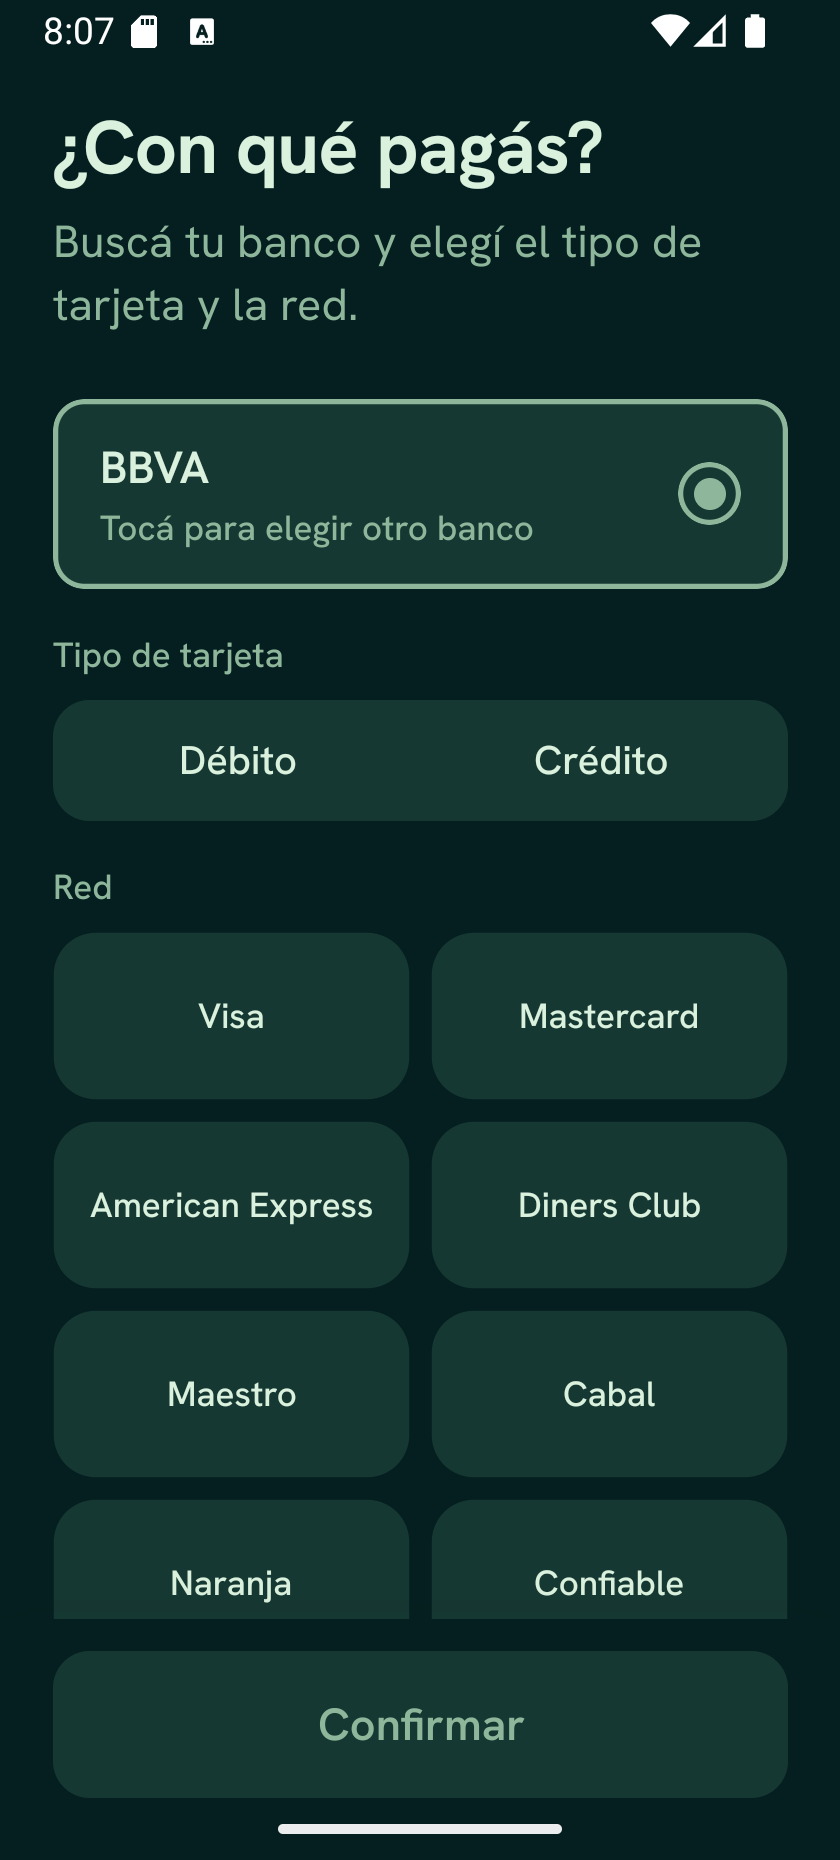 8:07
¿Con qué pagás?
Buscá tu banco y elegí el tipo de
tarjeta y la red.
BBVA
Tocá para elegir otro banco
Tipo de tarjeta
Débito
Crédito
Red
Visa
Mastercard
American Express
Diners Club
Maestro
Cabal
Naranja
Confiable
Confirmar